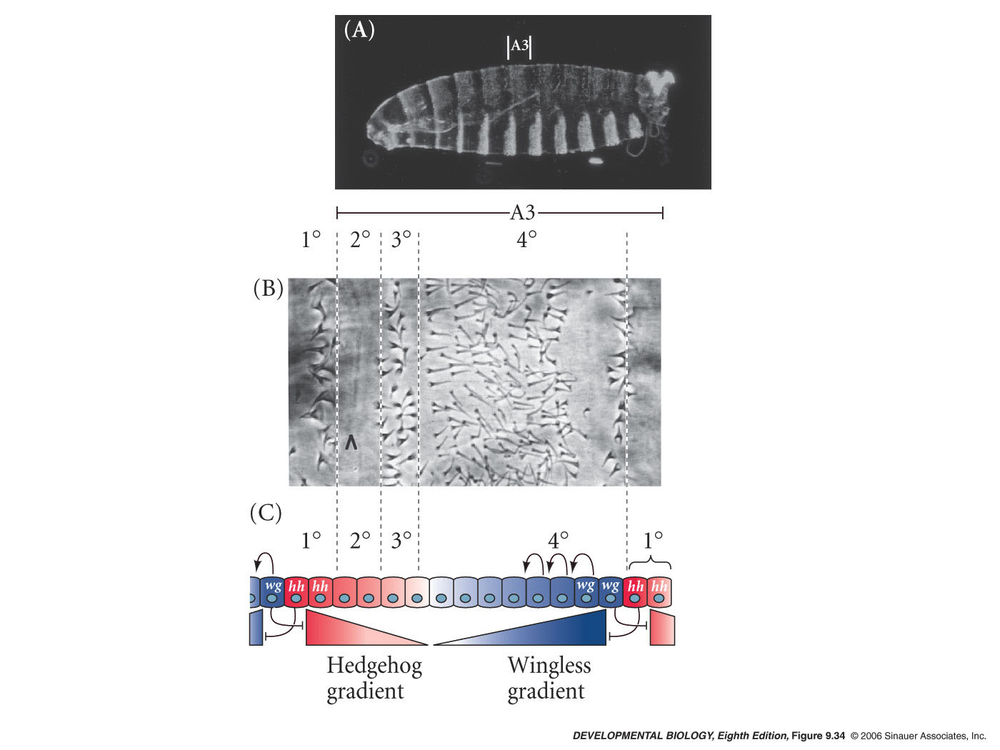 (A)
A3
A3
1° 2° 3° 4°
(B)
^
(C)
1° 2° 3° 4° 1°
wg hh hh wg wg hh hh
Hedgehog
gradient
Wingless
gradient
DEVELOPMENTAL BIOLOGY, Eighth Edition, Figure 9.34 © 2006 Sinauer Associates, Inc.